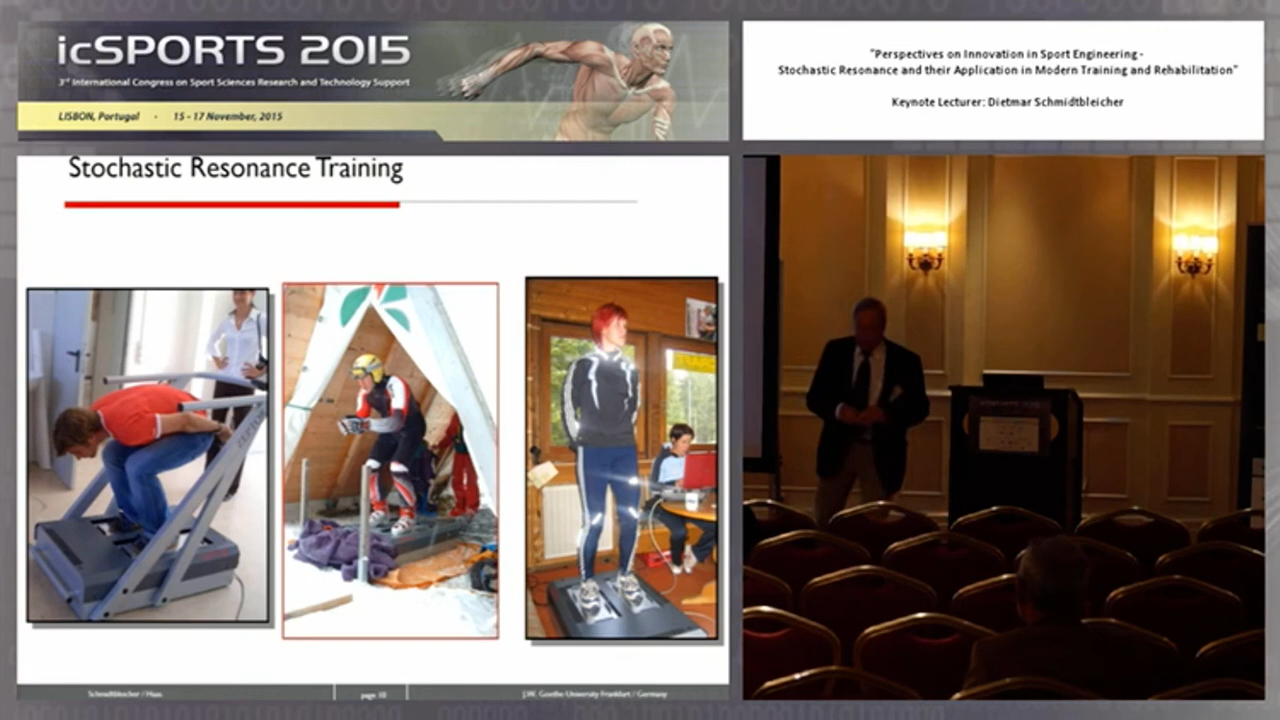 icSPORTS 2015
3rd International Congress on Sport Sciences Research and Technology Support
LISBON, Portugal - 15 - 17 November, 2015
"Perspectives on Innovation in Sport Engineering -
Stochastic Resonance and their Application in Modern Training and Rehabilitation"
Keynote Lecturer: Dietmar Schmidtbleicher
Stochastic Resonance Training
Schmidtbleicher / Haas
page 10
J.W. Goethe-University Frankfurt / Germany